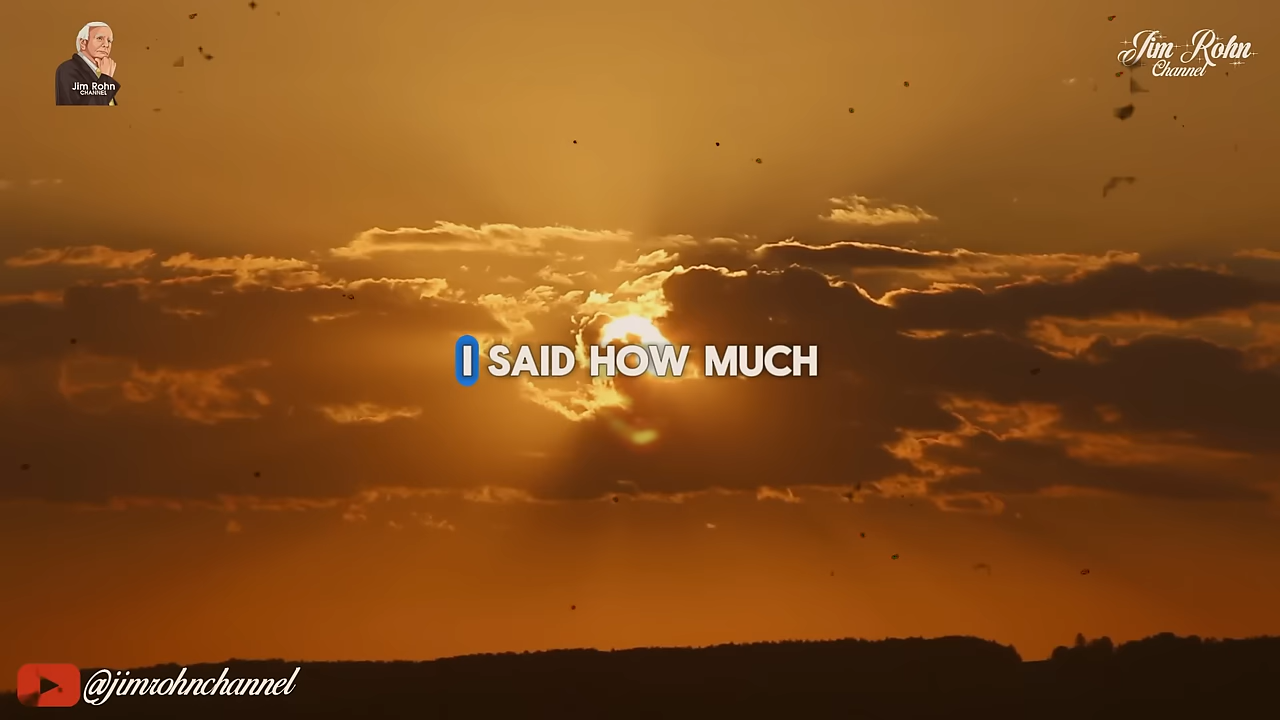 Jim Rohn
CHANNEL
Jim Rohn
Channel
I SAID HOW MUCH
@jimrohnchannel